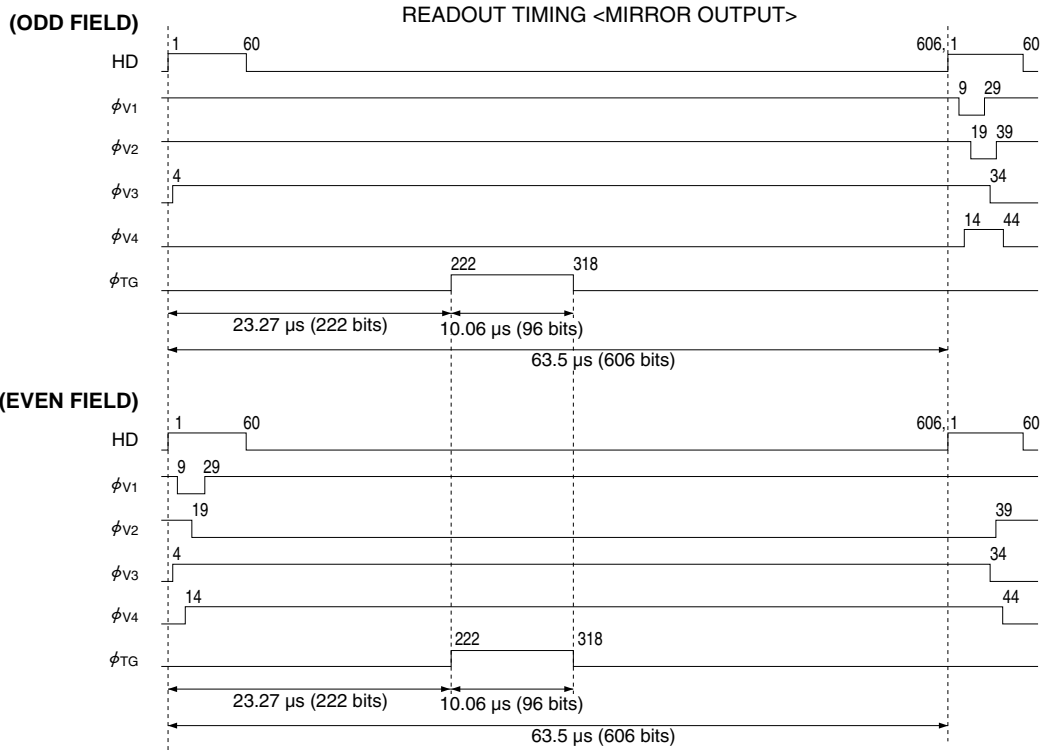 READOUT TIMING <MIRROR OUTPUT>
(ODD FIELD)
HD 1 60 606, 1 60
ϕV1 9 29
ϕV2 19 39
ϕV3 4 34
ϕV4 14 44
ϕTG 222 318
23.27 µs (222 bits) 10.06 µs (96 bits)
63.5 µs (606 bits)
(EVEN FIELD)
HD 1 60 606, 1 60
ϕV1 9 29
ϕV2 19 39
ϕV3 4 34
ϕV4 14 44
ϕTG 222 318
23.27 µs (222 bits) 10.06 µs (96 bits)
63.5 µs (606 bits)